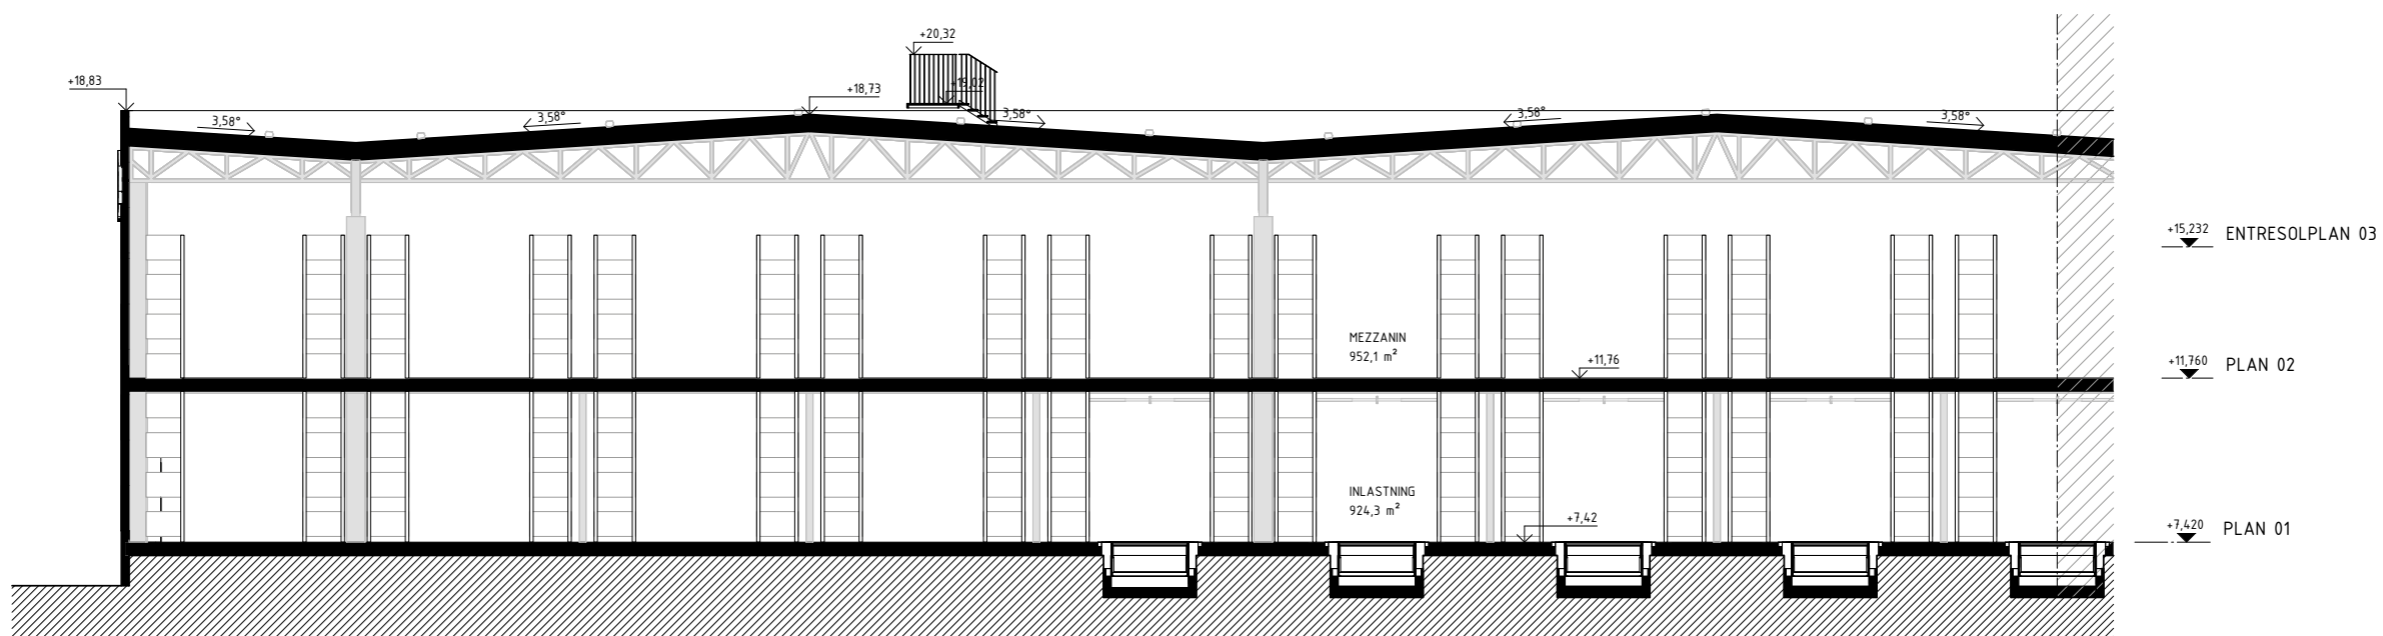 +20,32
+18,83
+18,73
+19,02
3,58°
3,58°
3,58°
3,58°
3,58°
+15,232
ENTRESOLPLAN 03
MEZZANIN
952,1 m²
+11,76
+11,760
PLAN 02
INLASTNING
924,3 m²
+7,42
+7,420
PLAN 01